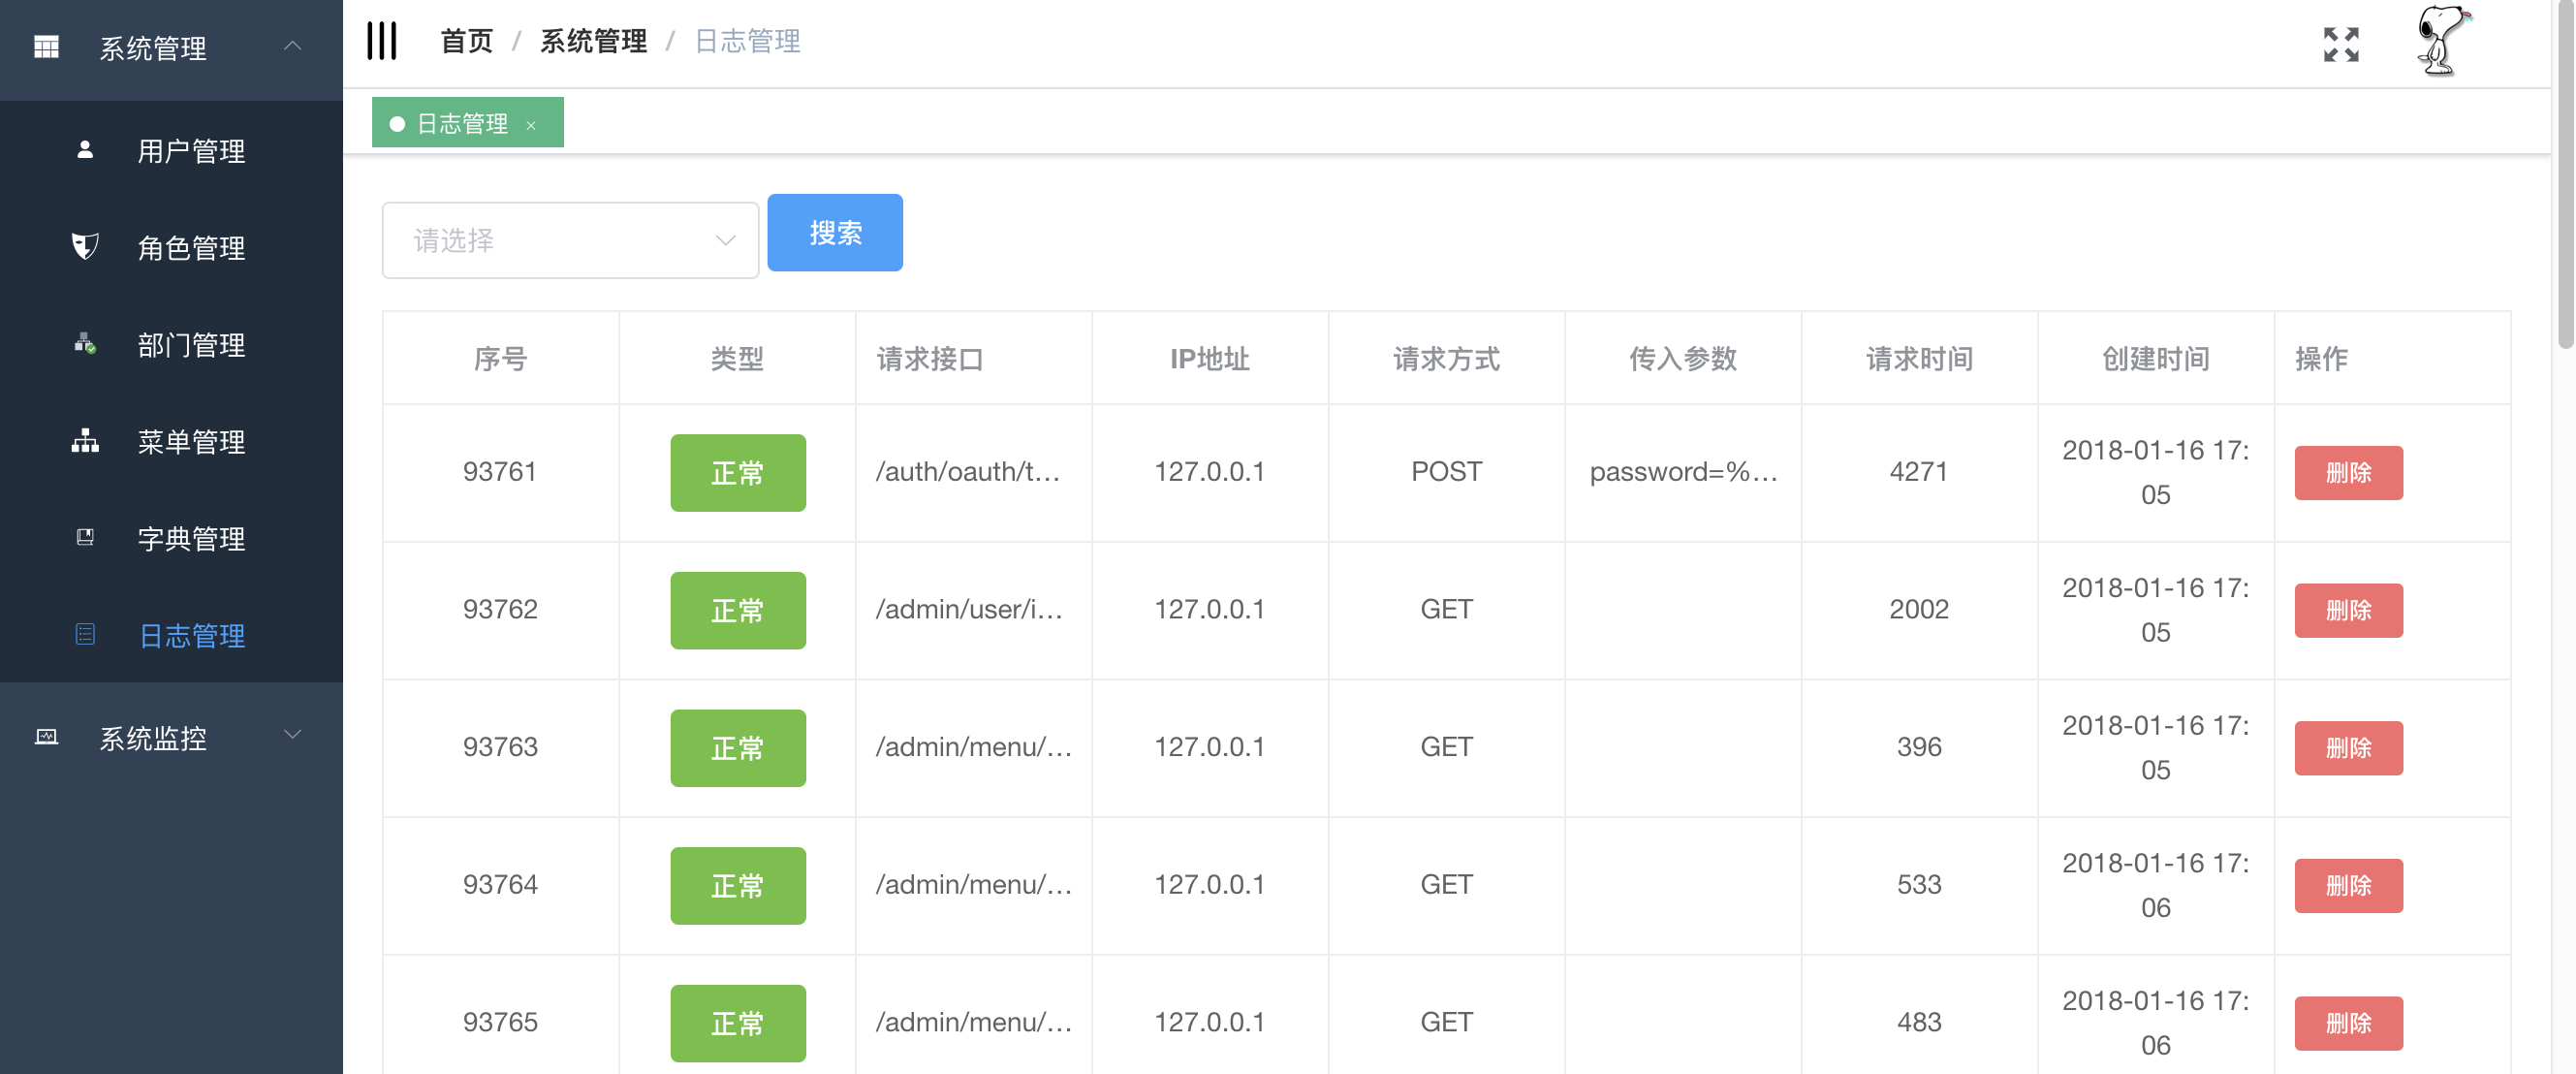 系统管理
用户管理
角色管理
部门管理
菜单管理
字典管理
日志管理
系统监控
首页 / 系统管理 / 日志管理
日志管理 ×
请选择
搜索
序号 类型 请求接口 IP地址 请求方式 传入参数 请求时间 创建时间 操作
93761 正常 /auth/oauth/t... 127.0.0.1 POST password=%... 4271 2018-01-16 17:
05 删除
93762 正常 /admin/user/i... 127.0.0.1 GET 2002 2018-01-16 17:
05 删除
93763 正常 /admin/menu/... 127.0.0.1 GET 396 2018-01-16 17:
05 删除
93764 正常 /admin/menu/... 127.0.0.1 GET 533 2018-01-16 17:
06 删除
93765 正常 /admin/menu/... 127.0.0.1 GET 483 2018-01-16 17:
06 删除